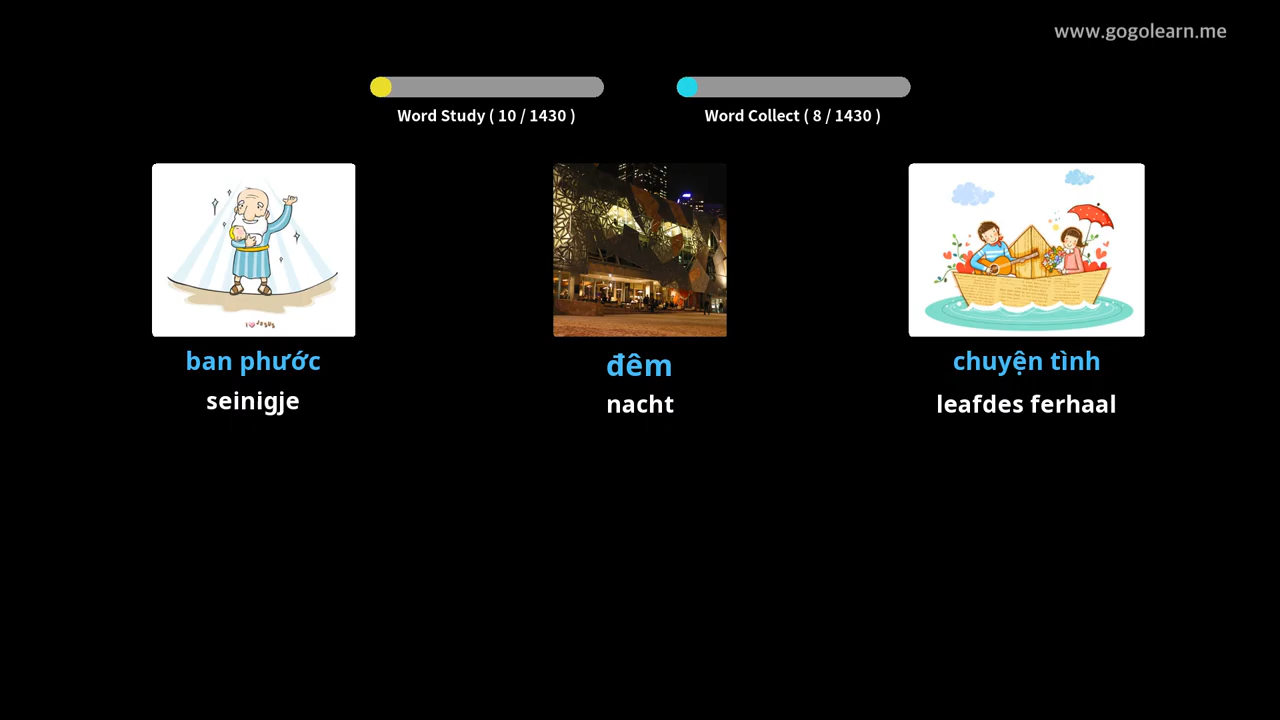 www.gogolearn.me
Word Study ( 10 / 1430 )
Word Collect ( 8 / 1430 )
I JESUS
ban phước
đêm
chuyện tình
seinigje
nacht
leafdes ferhaal